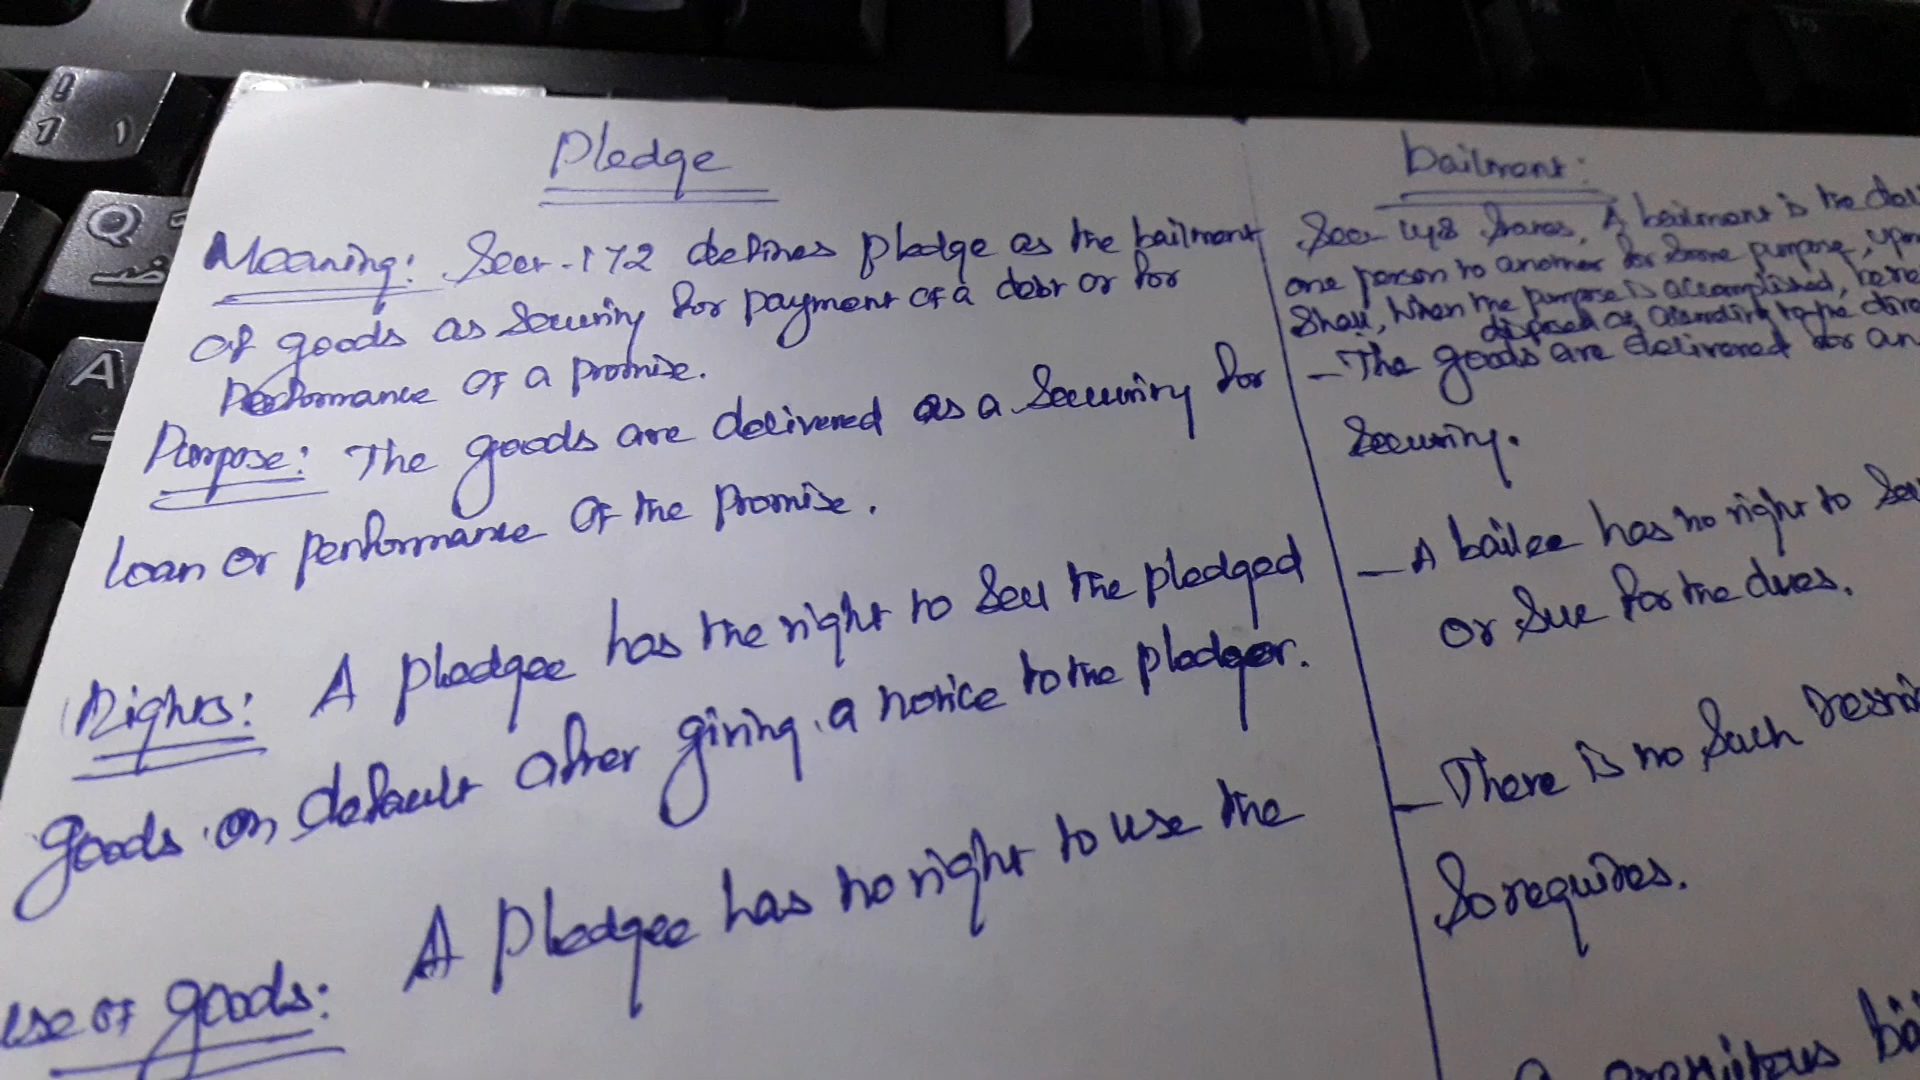 Pledge
Meaning: Sect-172 defines pledge as the bailment
of goods as security for payment of a debt or for
performance of a promise.
Purpose: The goods are delivered as a security for
loan or performance of the promise.
Rights: A pledgee has the right to sell the pledged
goods on default after giving a notice to the pledger.
Use of goods: A Pledgee has no right to use the
bailment:
Sec 148 states, A bailment is the
one person to another for some purpose, upon
shall, when the purpose is accomplished,
disposed of according to the
- The goods are delivered for an
security.
- A bailee has no right to
or sue for the dues.
- There is no such
so requires.
A
Q
1